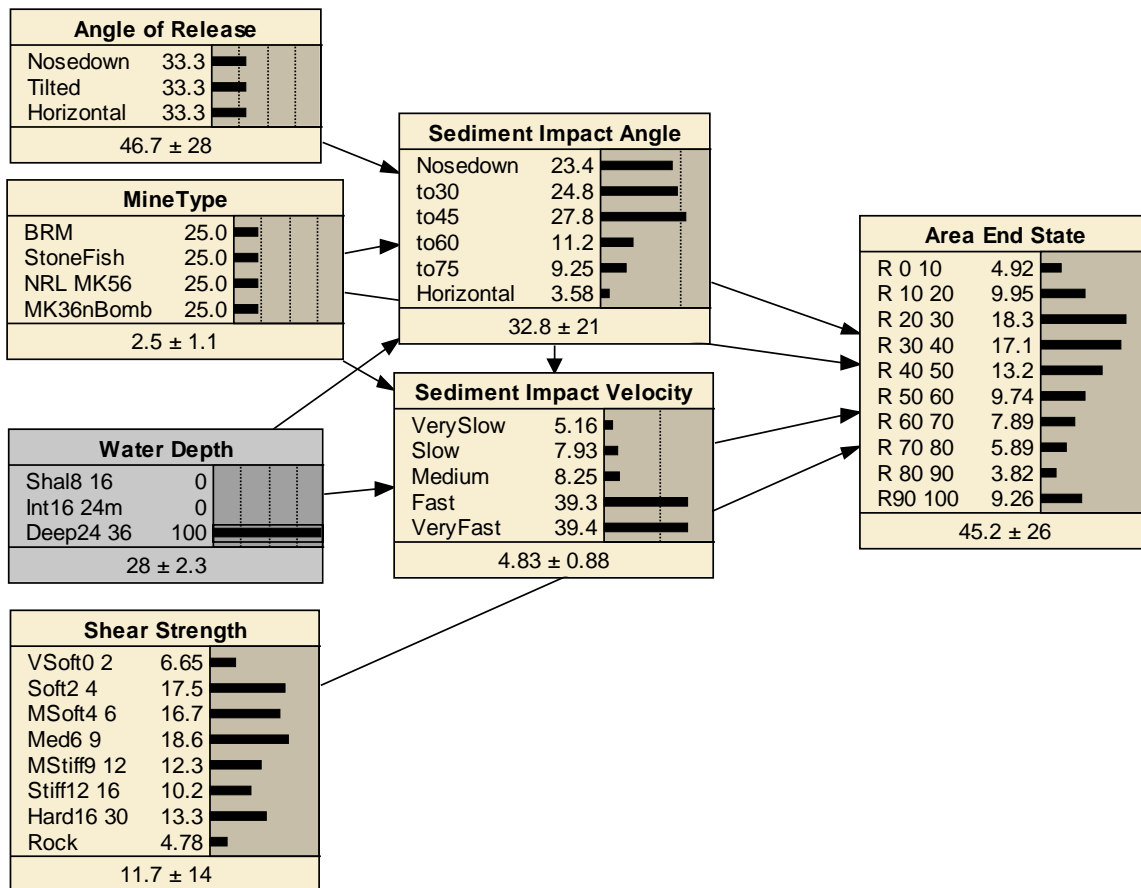 Angle of Release
Nosedown 33.3
Tilted 33.3
Horizontal 33.3
46.7 ± 28
MineType
BRM 25.0
StoneFish 25.0
NRL MK56 25.0
MK36nBomb 25.0
2.5 ± 1.1
Water Depth
Shal8 16 0
Int16 24m 0
Deep24 36 100
28 ± 2.3
Shear Strength
VSoft0 2 6.65
Soft2 4 17.5
MSoft4 6 16.7
Med6 9 18.6
MStiff9 12 12.3
Stiff12 16 10.2
Hard16 30 13.3
Rock 4.78
11.7 ± 14
Sediment Impact Angle
Nosedown 23.4
to30 24.8
to45 27.8
to60 11.2
to75 9.25
Horizontal 3.58
32.8 ± 21
Sediment Impact Velocity
VerySlow 5.16
Slow 7.93
Medium 8.25
Fast 39.3
VeryFast 39.4
4.83 ± 0.88
Area End State
R 0 10 4.92
R 10 20 9.95
R 20 30 18.3
R 30 40 17.1
R 40 50 13.2
R 50 60 9.74
R 60 70 7.89
R 70 80 5.89
R 80 90 3.82
R90 100 9.26
45.2 ± 26